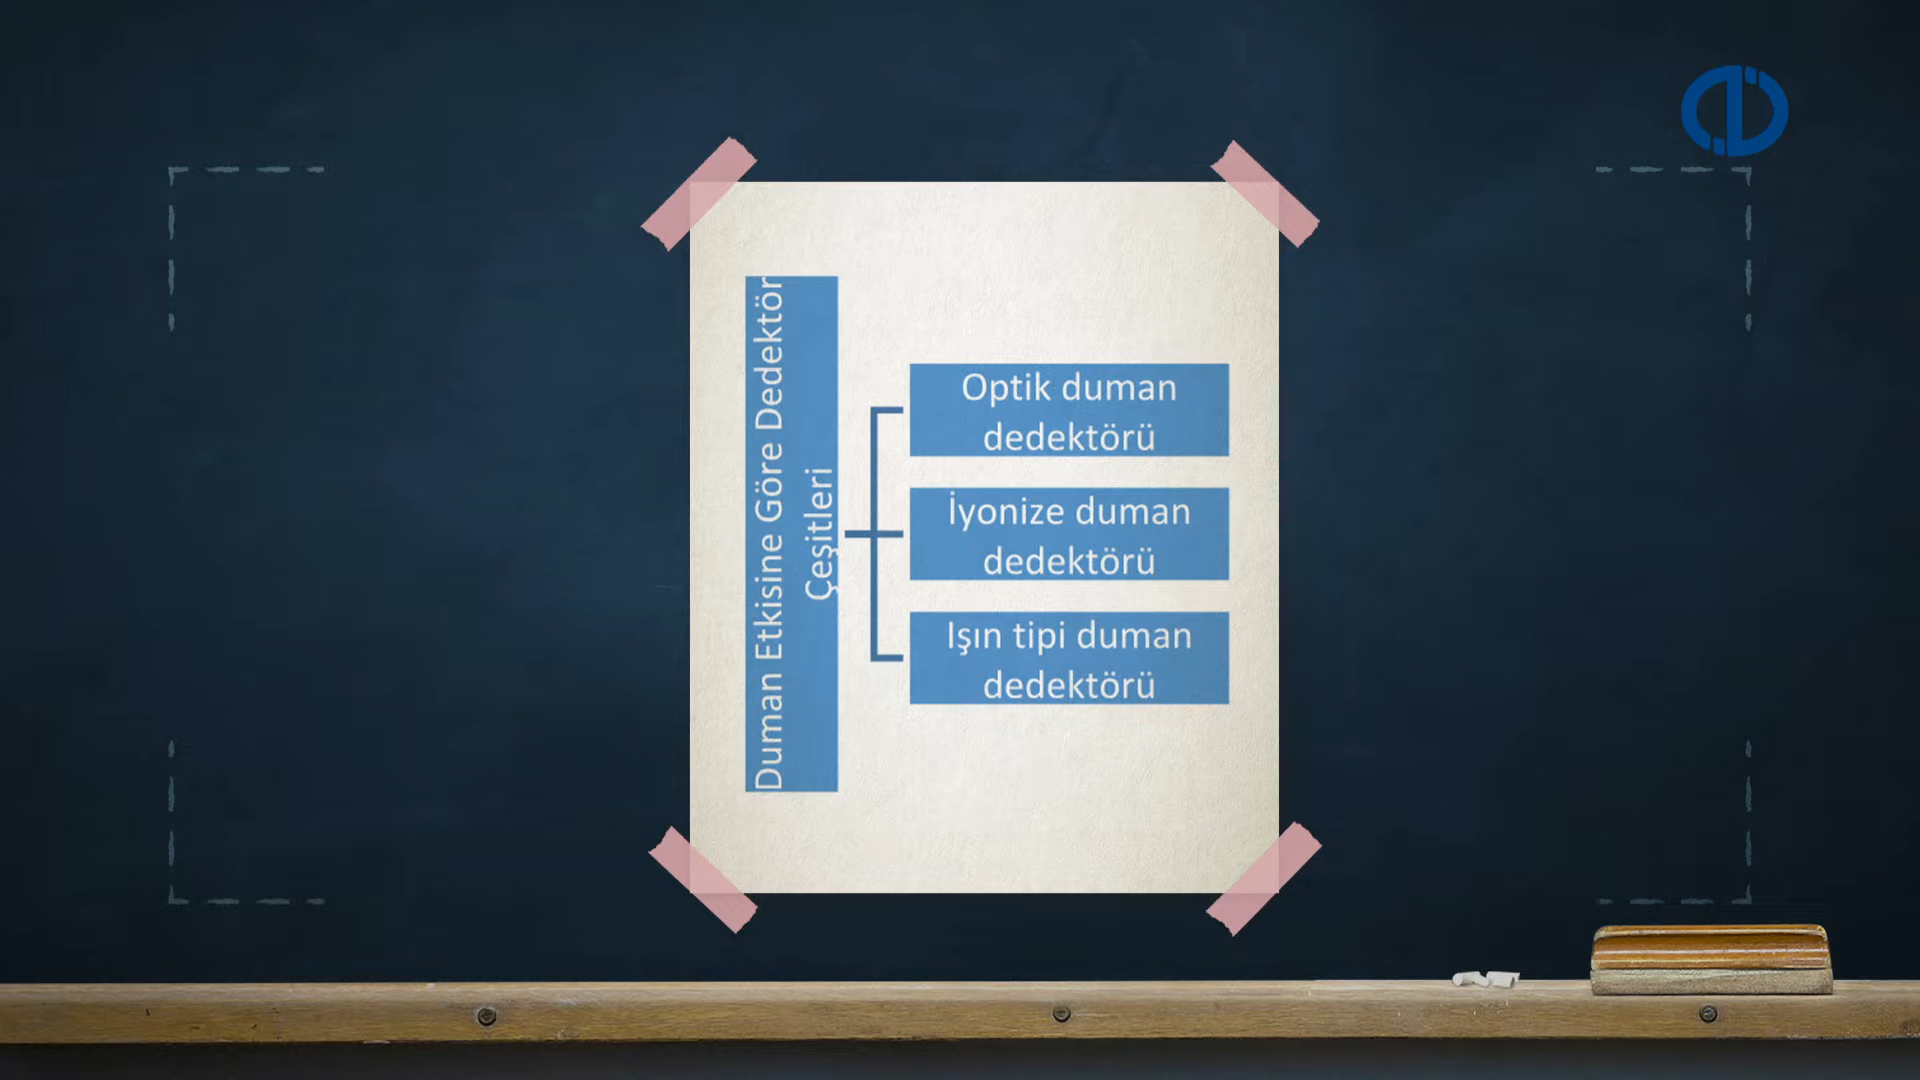 Duman Etkisine Göre Dedektör
Çeşitleri
Optik duman
dedektörü
İyonize duman
dedektörü
Işın tipi duman
dedektörü